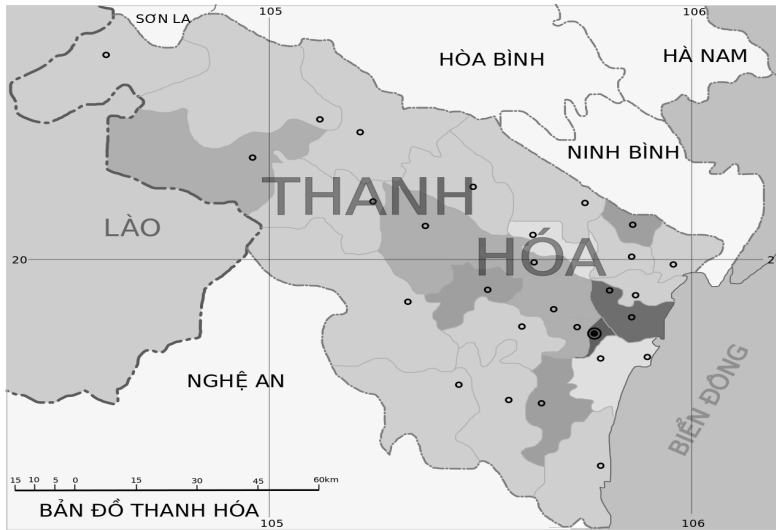 105
106
SƠN LA
HÒA BÌNH
HÀ NAM
NINH BÌNH
THANH
LÀO
HÓA
20
2
NGHỆ AN
BIỂN ĐÔNG
15 10 5 0 15 30 45 60km
BẢN ĐỒ THANH HÓA
105
106